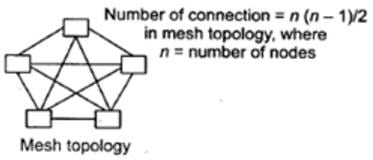 Number of connection = n (n – 1)/2
in mesh topology, where
n = number of nodes
Mesh topology